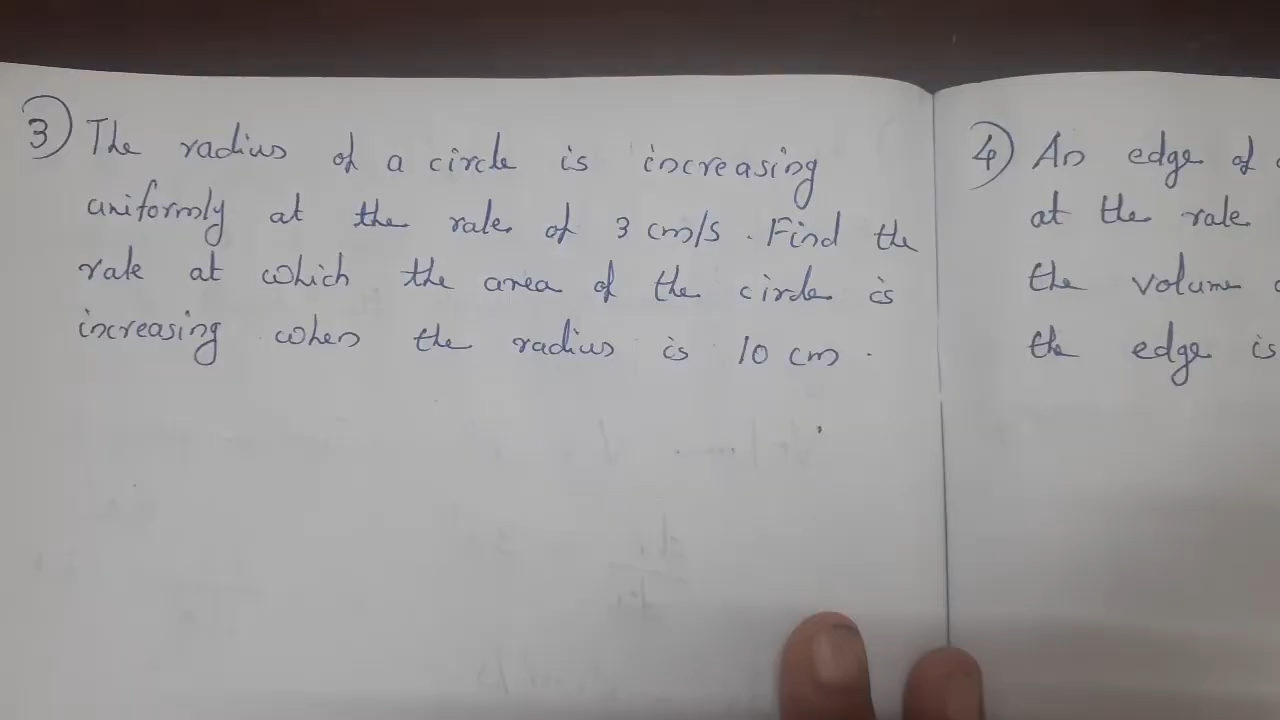 3) The radius of a circle is increasing
uniformly at the rate of 3 cm/s. Find the
rate at which the area of the circle is
increasing when the radius is 10 cm.
4) An edge of
at the rate
the volume
the edge is